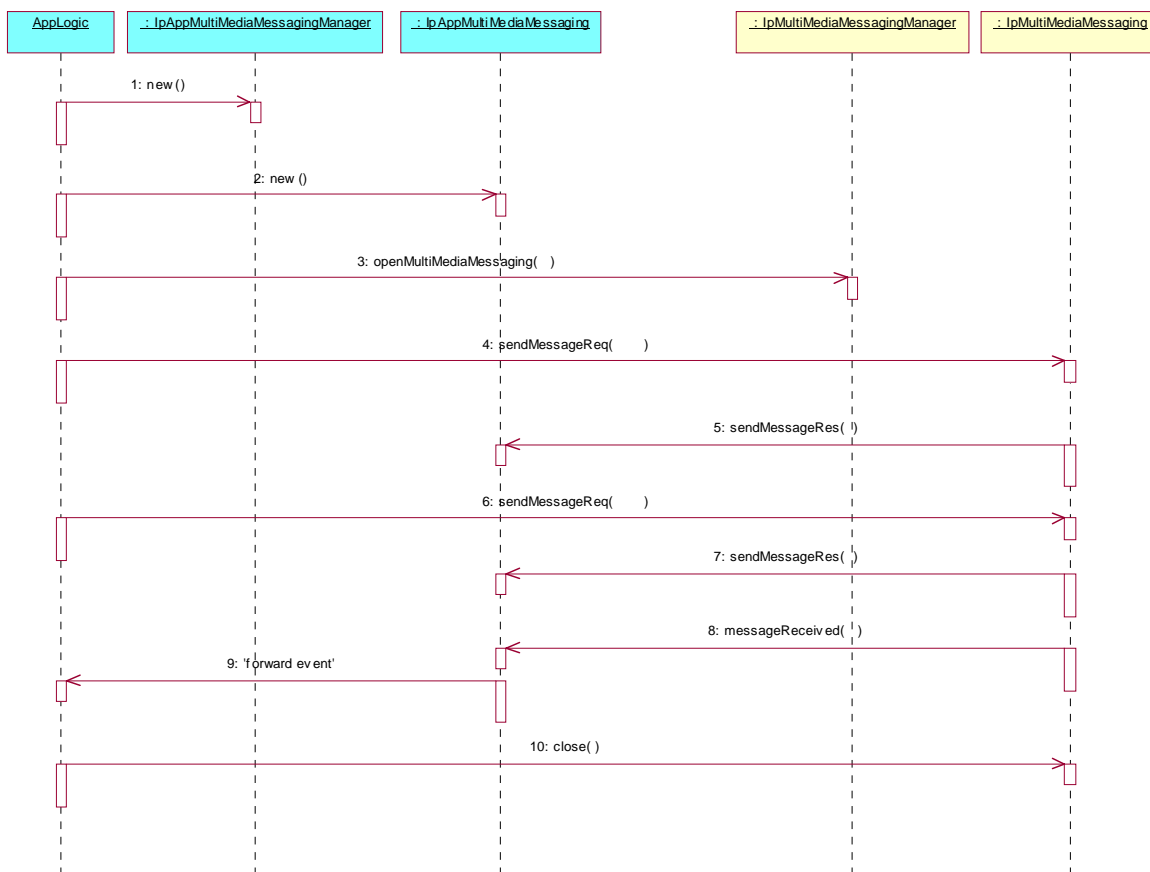 AppLogic
: IpAppMultiMediaMessagingManager
: IpAppMultiMediaMessaging
: IpMultiMediaMessagingManager
: IpMultiMediaMessaging
1: new()
2: new()
3: openMultiMediaMessaging( )
4: sendMessageReq( )
5: sendMessageRes( )
6: sendMessageReq( )
7: sendMessageRes( )
8: messageReceived( )
9: 'forward event'
10: close( )